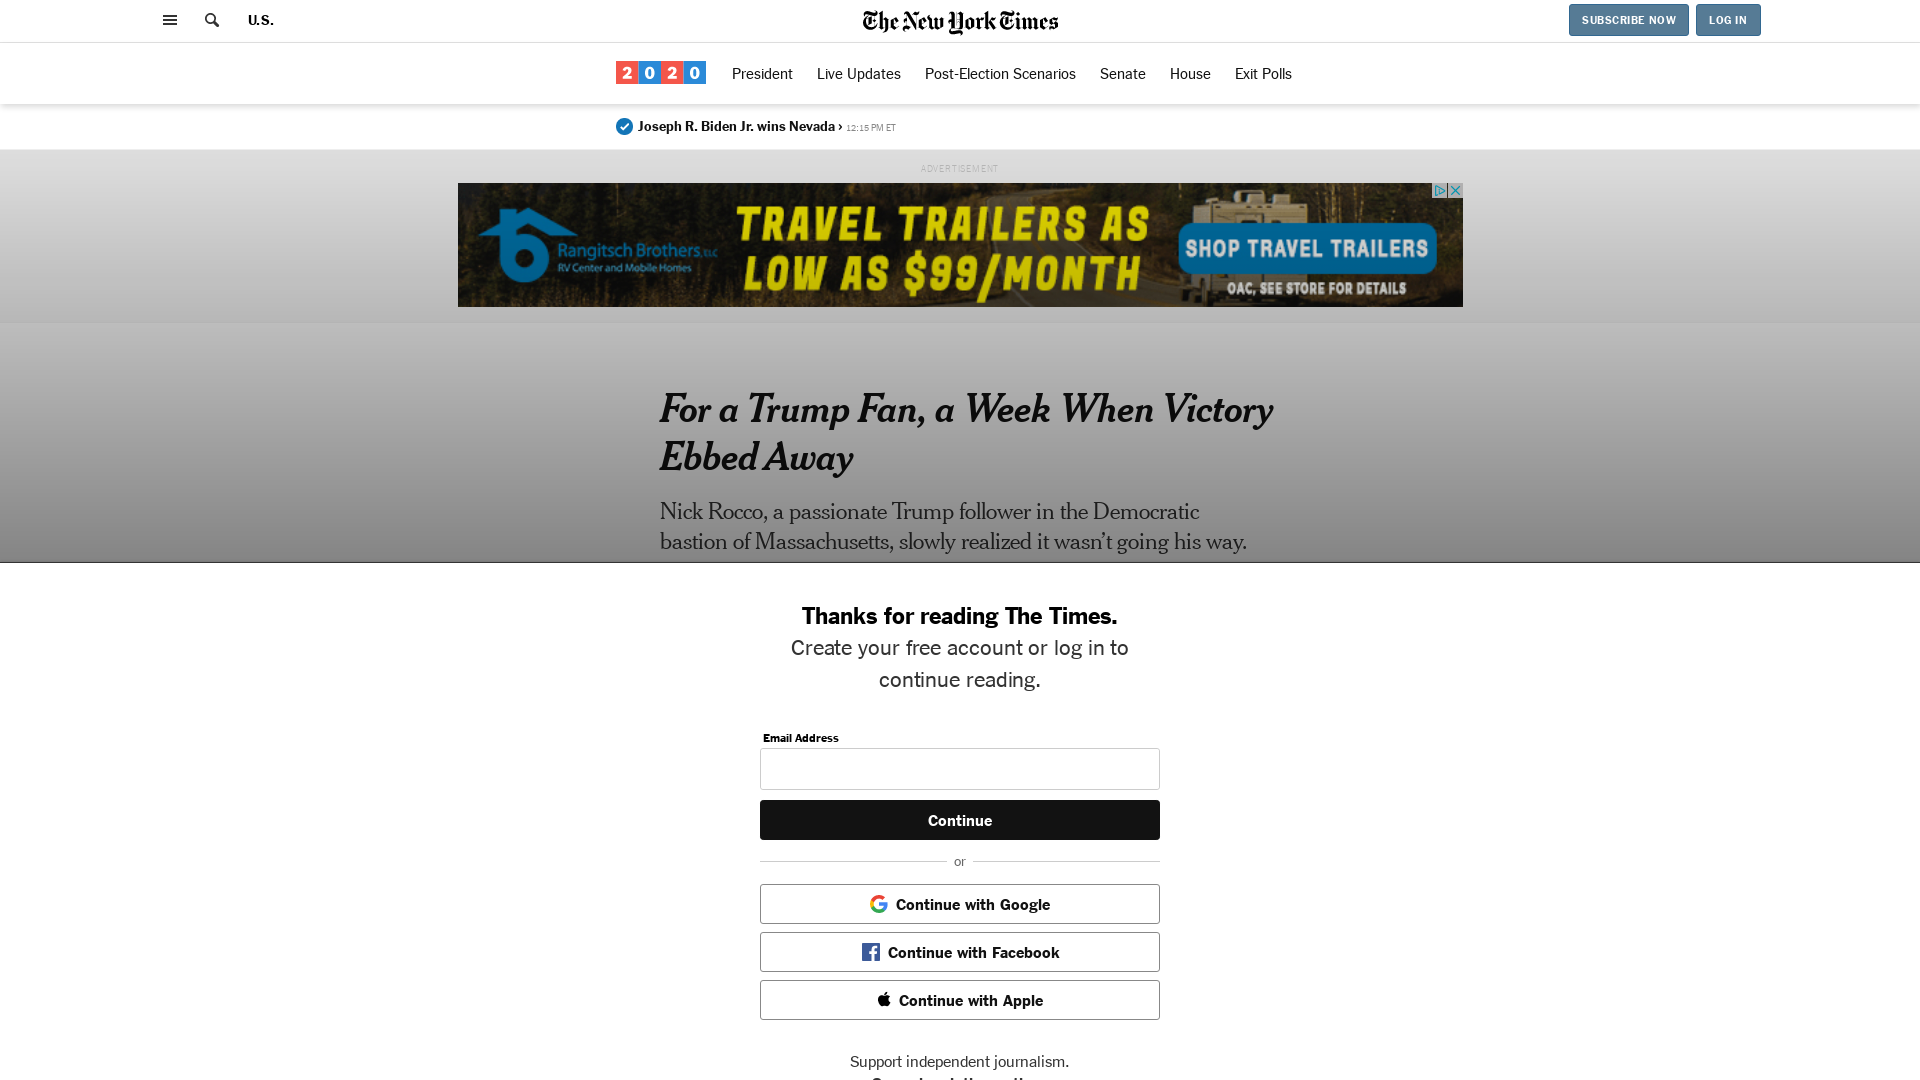 U.S.
The New York Times
SUBSCRIBE NOW
LOG IN
2020
President
Live Updates
Post-Election Scenarios
Senate
House
Exit Polls
Joseph R. Biden Jr. wins Nevada › 12:15 PM ET
ADVERTISEMENT
Rangitsch Brothers, LLC
RV Center and Mobile Homes
TRAVEL TRAILERS AS
LOW AS $99/MONTH
SHOP TRAVEL TRAILERS
OAC, SEE STORE FOR DETAILS
For a Trump Fan, a Week When Victory
Ebbed Away
Nick Rocco, a passionate Trump follower in the Democratic
bastion of Massachusetts, slowly realized it wasn’t going his way.
Thanks for reading The Times.
Create your free account or log in to
continue reading.
Email Address
Continue
or
Continue with Google
Continue with Facebook
Continue with Apple
Support independent journalism.